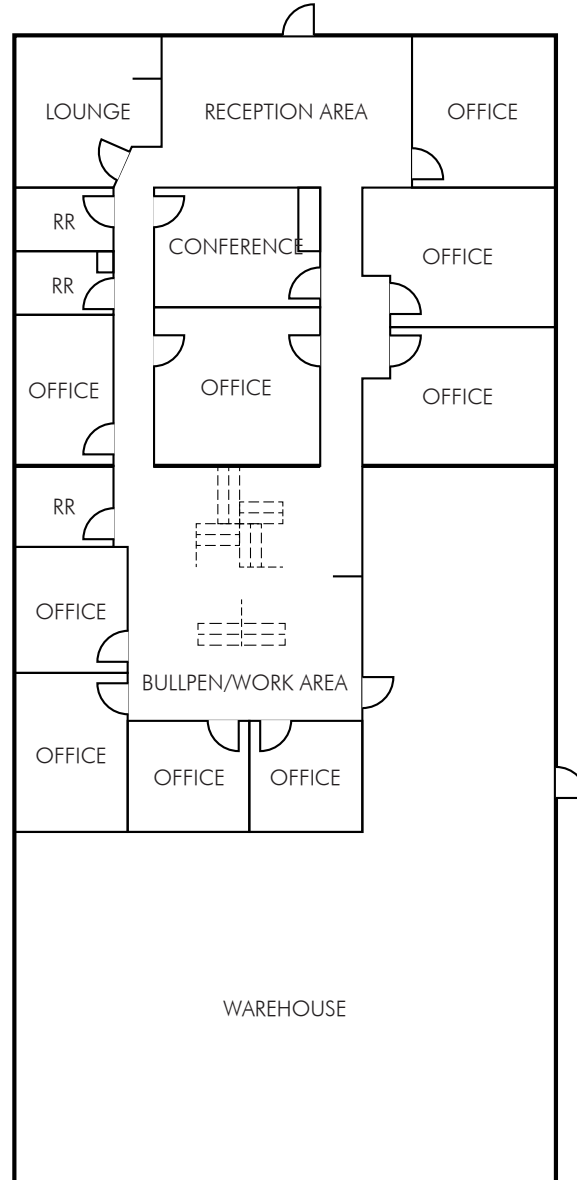 LOUNGE
RECEPTION AREA
OFFICE
RR
CONFERENCE
OFFICE
RR
OFFICE
OFFICE
OFFICE
RR
OFFICE
BULLPEN/WORK AREA
OFFICE
OFFICE
OFFICE
WAREHOUSE